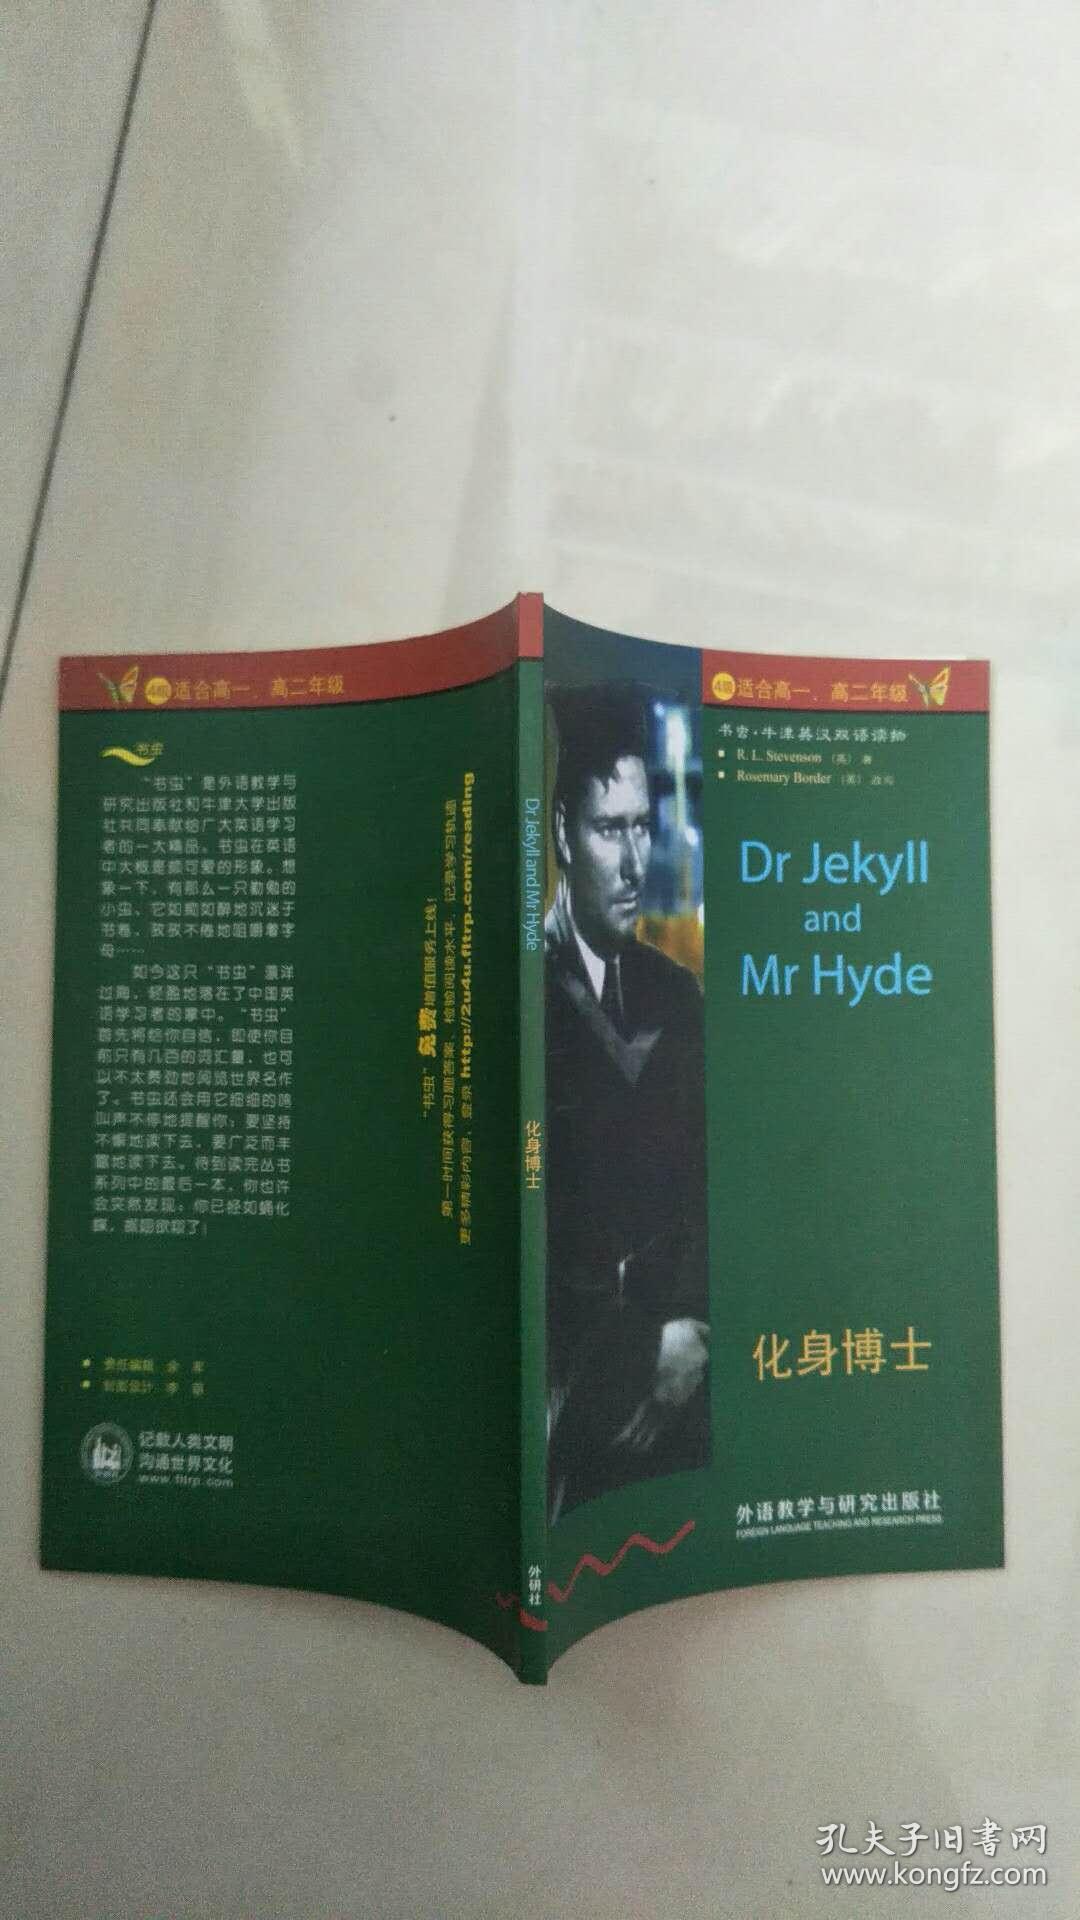 4级 适合高一、高二年级
书虫·牛津英汉双语读物
R. L. Stevenson (英) 著
Rosemary Border (英) 改写
Dr Jekyll
and
Mr Hyde
化身博士
外语教学与研究出版社
FOREIGN LANGUAGE TEACHING AND RESEARCH PRESS
Dr Jekyll and Mr Hyde
化身博士
外研社
4级 适合高一、高二年级
书虫
“书虫”是外语教学与
研究出版社和牛津大学出版
社共同奉献给广大英语学习
者的一大精品。书虫在英语
中大概是颇可爱的形象。想
象一下，有那么一只勤勉的
小虫，它如痴如醉地沉迷于
书卷，孜孜不倦地咀嚼着字
母……
如今这只“书虫”漂洋
过海，轻盈地落在了中国英
语学习者的掌中。“书虫”
首先将给你自信，即使你目
前只有几百的词汇量，也可
以不太费劲地阅览世界名作
了。书虫还会用它细细的鸣
叫声不停地提醒你：要坚持
不懈地读下去，要广泛而丰
富地读下去。待到读完丛书
系列中的最后一本，你也许
会突然发现：你已经如蛹化
蝶，振翅欲翔了！
“书虫”免费增值服务上线！
第一时间获得习题答案、检验阅读水平、记录学习轨迹
更多精彩内容，登录 http://2u4u.fltrp.com/reading
责任编辑 余 军
封面设计 李 萌
记载人类文明
沟通世界文化
www.fltrp.com
孔夫子旧书网
www.kongfz.com